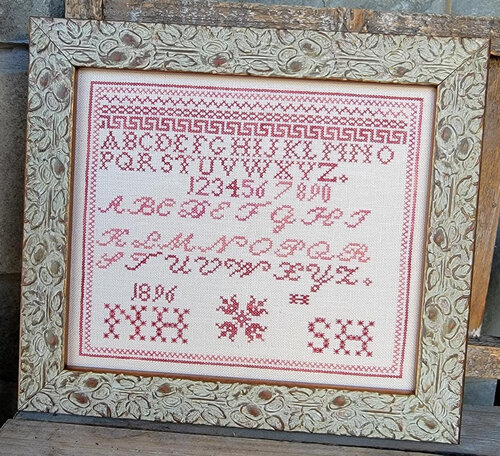 ABCDEFGHIJKLMNO
PQRSTUVWXYZ.
1234567890
ABCDEFGHI
KLMNOPQR
STUVWXYZ.
1896
NH SH